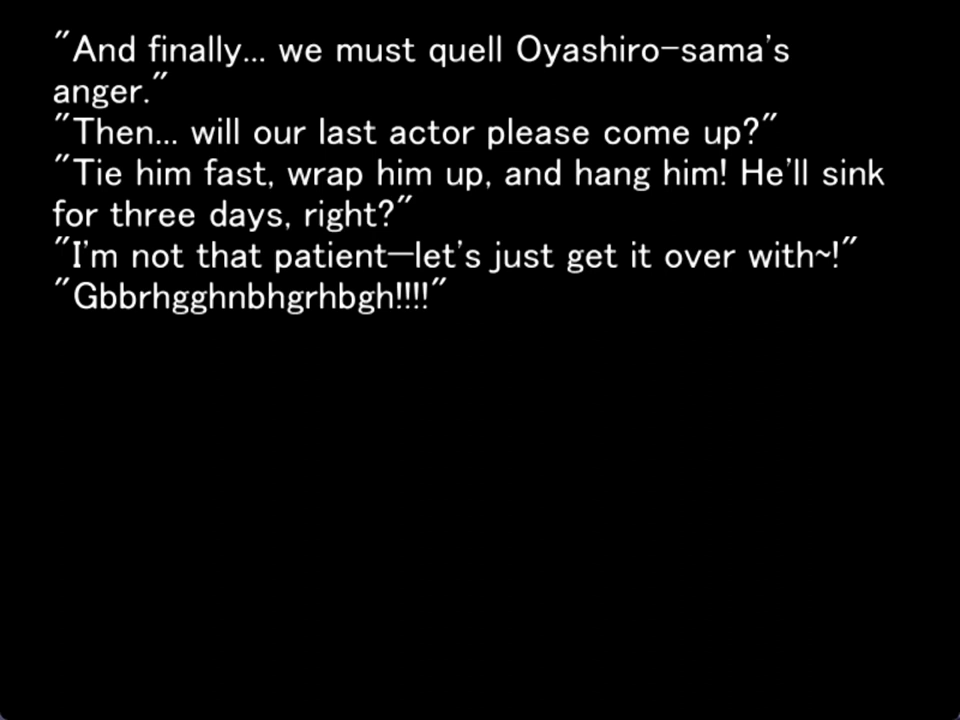 "And finally... we must quell Oyashiro-sama's
anger."
"Then... will our last actor please come up?"
"Tie him fast, wrap him up, and hang him! He'll sink
for three days, right?"
"I'm not that patient—let's just get it over with~!"
"Gbbrhgghnbhgrhbgh!!!!"